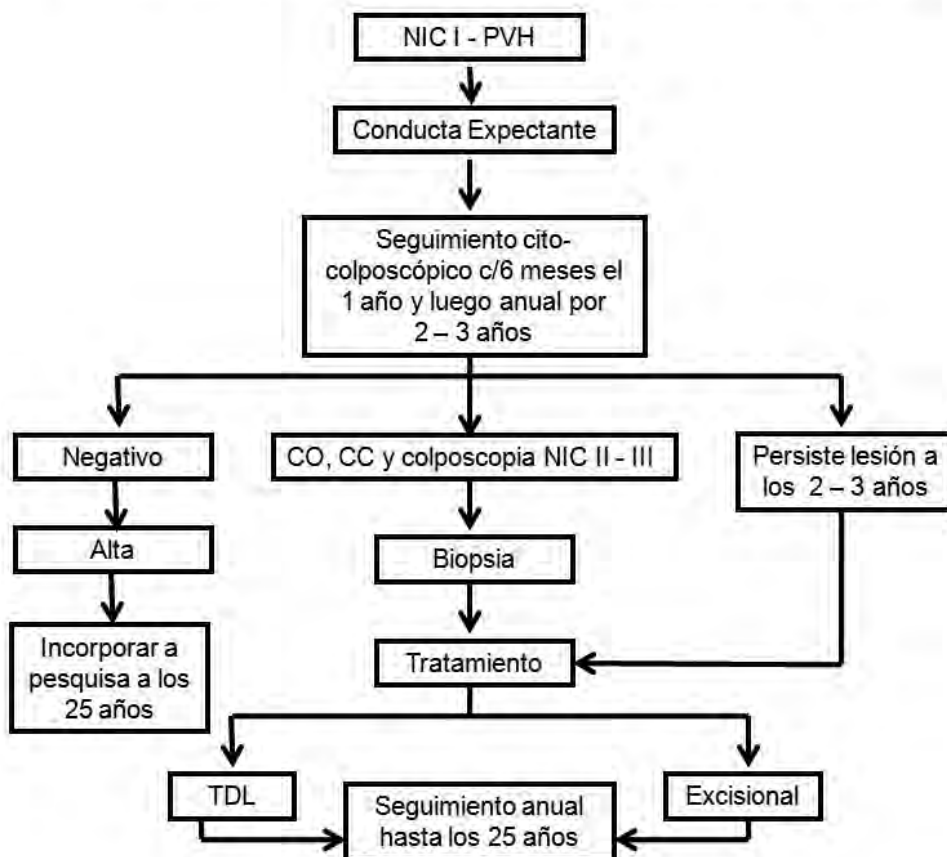 NIC I - PVH
Conducta Expectante
Seguimiento cito-
colposcópico c/6 meses el
1 año y luego anual por
2 – 3 años
Negativo
CO, CC y colposcopia NIC II - III
Persiste lesión a
los 2 – 3 años
Alta
Biopsia
Incorporar a
pesquisa a los
25 años
Tratamiento
TDL
Seguimiento anual
hasta los 25 años
Excisional